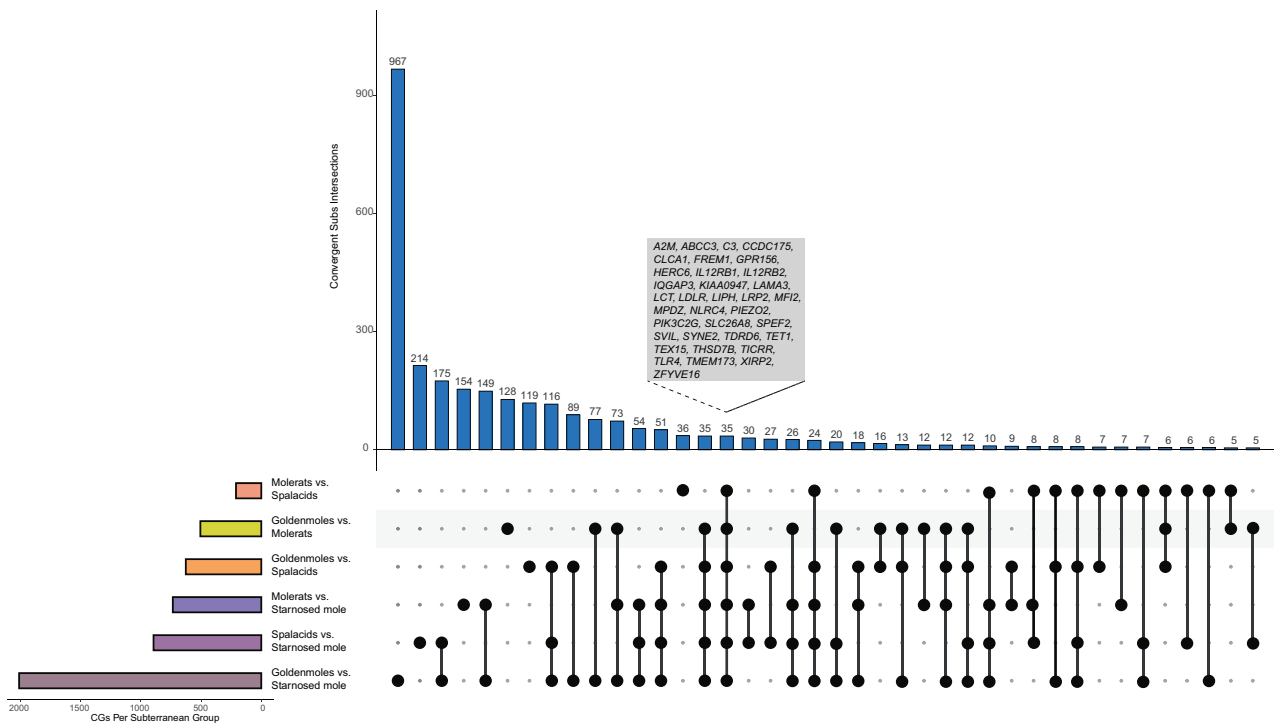 967
900
600
300
0
Convergent Subs Intersections
A2M, ABCC3, C3, CCDC175,
CLCA1, FREM1, GPR156,
HERC6, IL12RB1, IL12RB2,
IQGAP3, KIAA0947, LAMA3,
LCT, LDLR, LIPH, LRP2, MFI2,
MPDZ, NLRC4, PIEZO2,
PIK3C2G, SLC26A8, SPEF2,
SVIL, SYNE2, TDRD6, TET1,
TEX15, THSD7B, TICRR,
TLR4, TMEM173, XIRP2,
ZFYVE16
214 175 154 149 128 119 116 89 77 73 54 51 36 35 35 30 27 26 24 20 18 16 13 12 12 12 10 9 8 8 8 7 7 7 6 6 6 5 5
Molerats vs.
Spalacids
Goldenmoles vs.
Molerats
Goldenmoles vs.
Spalacids
Molerats vs.
Starnosed mole
Spalacids vs.
Starnosed mole
Goldenmoles vs.
Starnosed mole
2000 1500 1000 500 0
CGs Per Subterranean Group